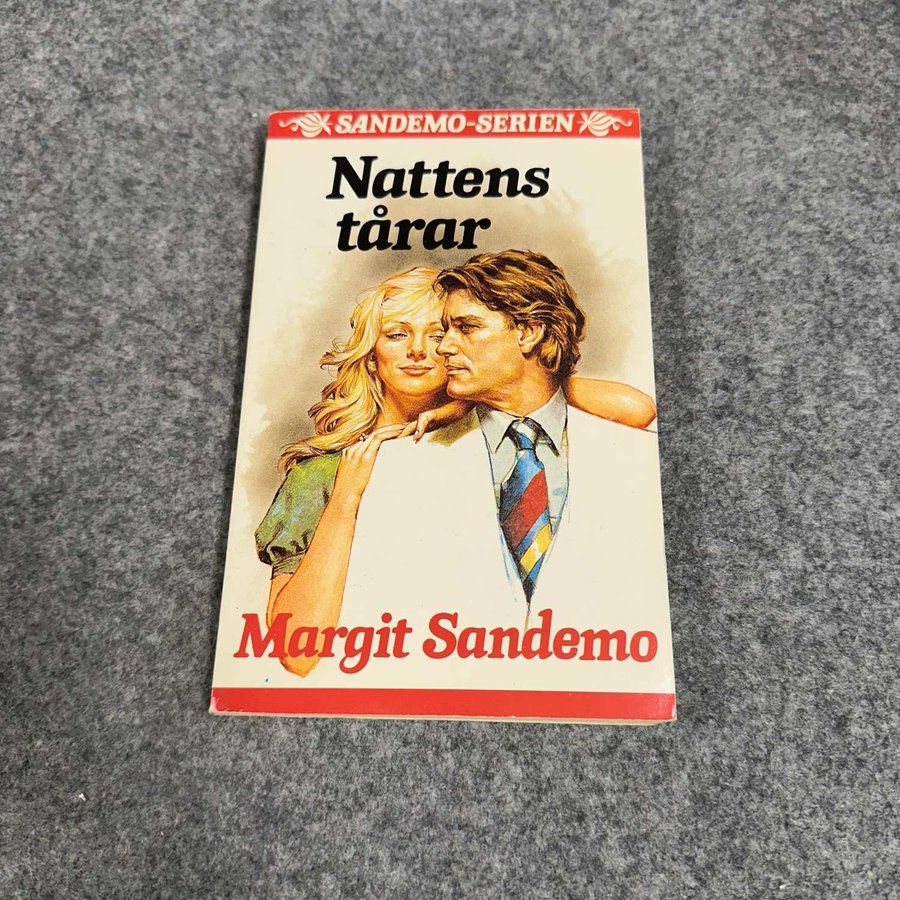 SANDEMO-SERIEN
Nattens
tårar
Margit Sandemo